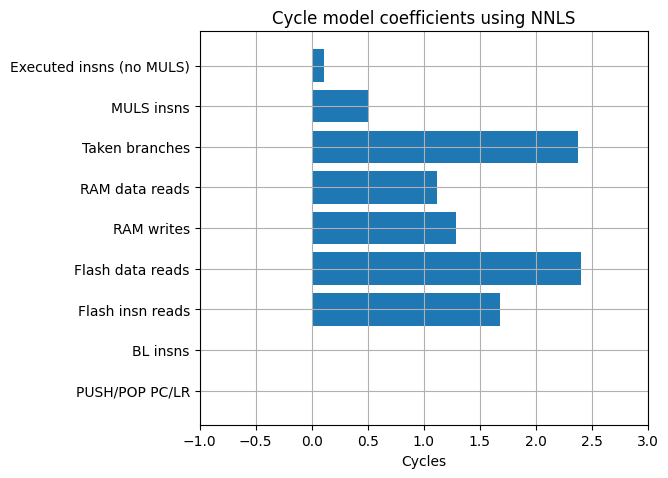 Cycle model coefficients using NNLS
Executed insns (no MULS)
MULS insns
Taken branches
RAM data reads
RAM writes
Flash data reads
Flash insn reads
BL insns
PUSH/POP PC/LR
−1.0 −0.5 0.0 0.5 1.0 1.5 2.0 2.5 3.0
Cycles